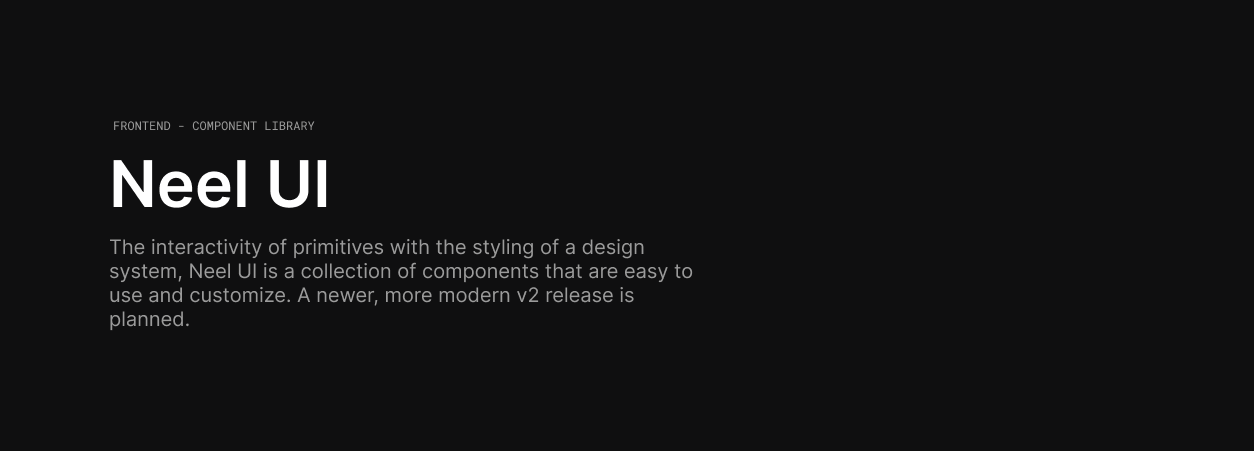 FRONTEND - COMPONENT LIBRARY
Neel UI
The interactivity of primitives with the styling of a design
system, Neel UI is a collection of components that are easy to
use and customize. A newer, more modern v2 release is
planned.